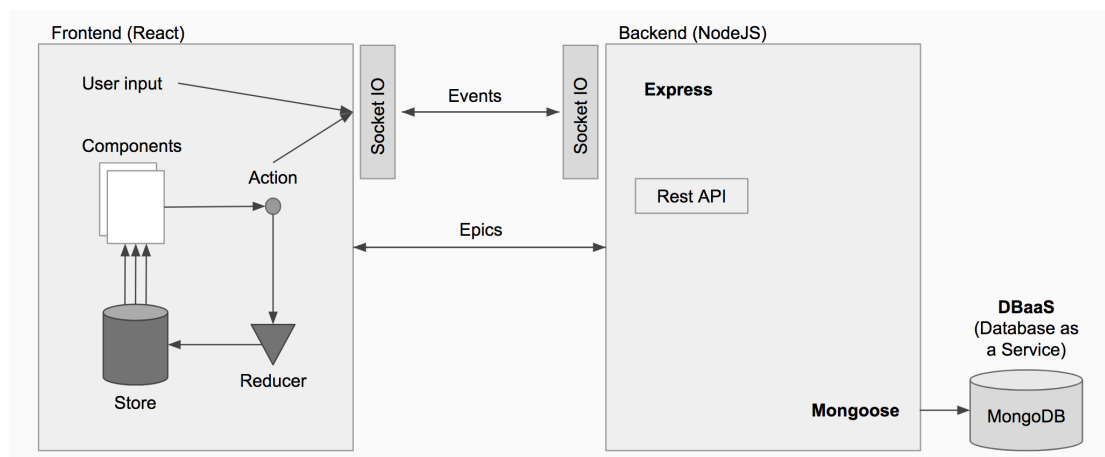 Frontend (React)
Backend (NodeJS)
User input
Socket IO
Events
Socket IO
Express
Components
Action
Rest API
Epics
DBaaS
(Database as
a Service)
Reducer
Store
Mongoose
MongoDB